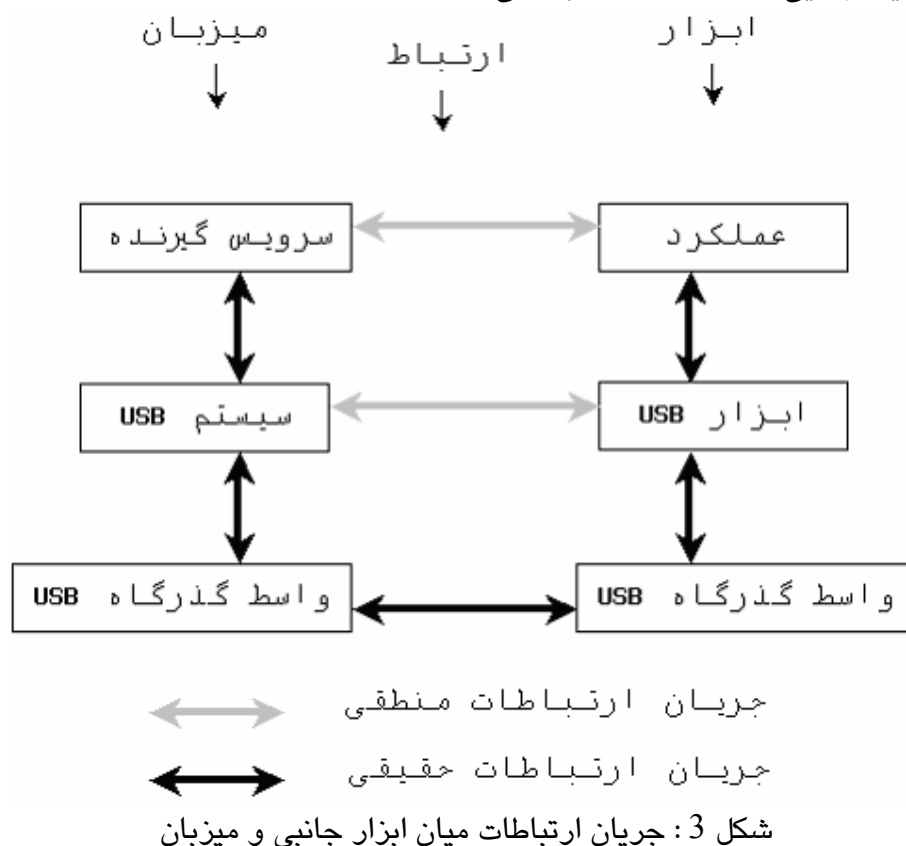 ابزار
ارتباط
میزبان
عملکرد
سرویس گیرنده
ابزار USB
سیستم USB
واسط گذرگاه USB
واسط گذرگاه USB
جریان ارتباطات منطقی
جریان ارتباطات حقیقی
شکل 3 : جریان ارتباطات میان ابزار جانبی و میزبان